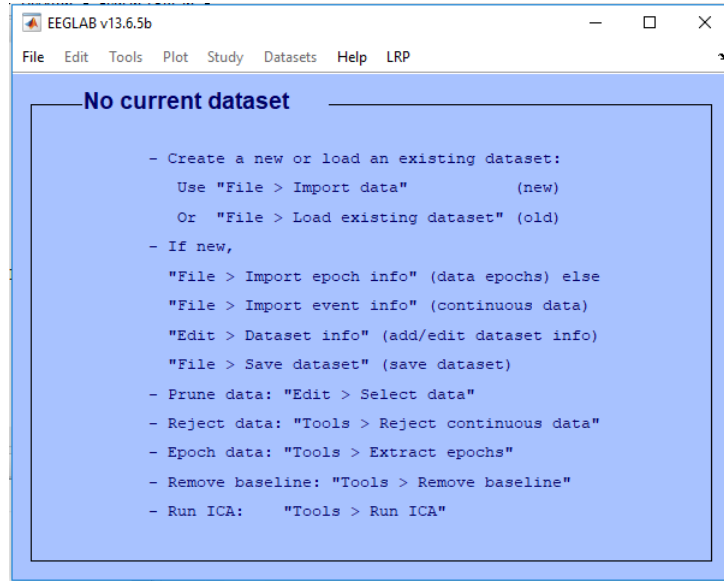 EEGLAB v13.6.5b
File Edit Tools Plot Study Datasets Help LRP
No current dataset
- Create a new or load an existing dataset:
Use "File > Import data" (new)
Or "File > Load existing dataset" (old)
- If new,
"File > Import epoch info" (data epochs) else
"File > Import event info" (continuous data)
"Edit > Dataset info" (add/edit dataset info)
"File > Save dataset" (save dataset)
- Prune data: "Edit > Select data"
- Reject data: "Tools > Reject continuous data"
- Epoch data: "Tools > Extract epochs"
- Remove baseline: "Tools > Remove baseline"
- Run ICA: "Tools > Run ICA"